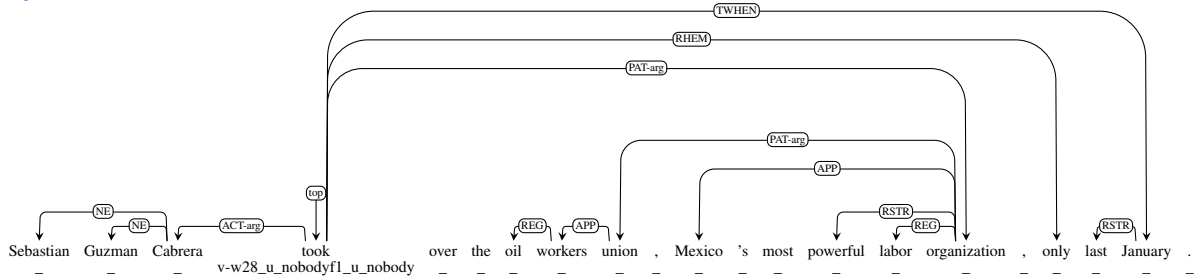 TWHEN
RHEM
PAT-arg
PAT-arg
APP
top
NE RSTR
NE ACT-arg REG APP REG RSTR
Sebastian Guzman Cabrera took over the oil workers union , Mexico 's most powerful labor organization , only last January .
_ _ _ v-w28_u_nobodyf1_u_nobody _ _ _ _ _ _ _ _ _ _ _ _ _ _ _ _ _